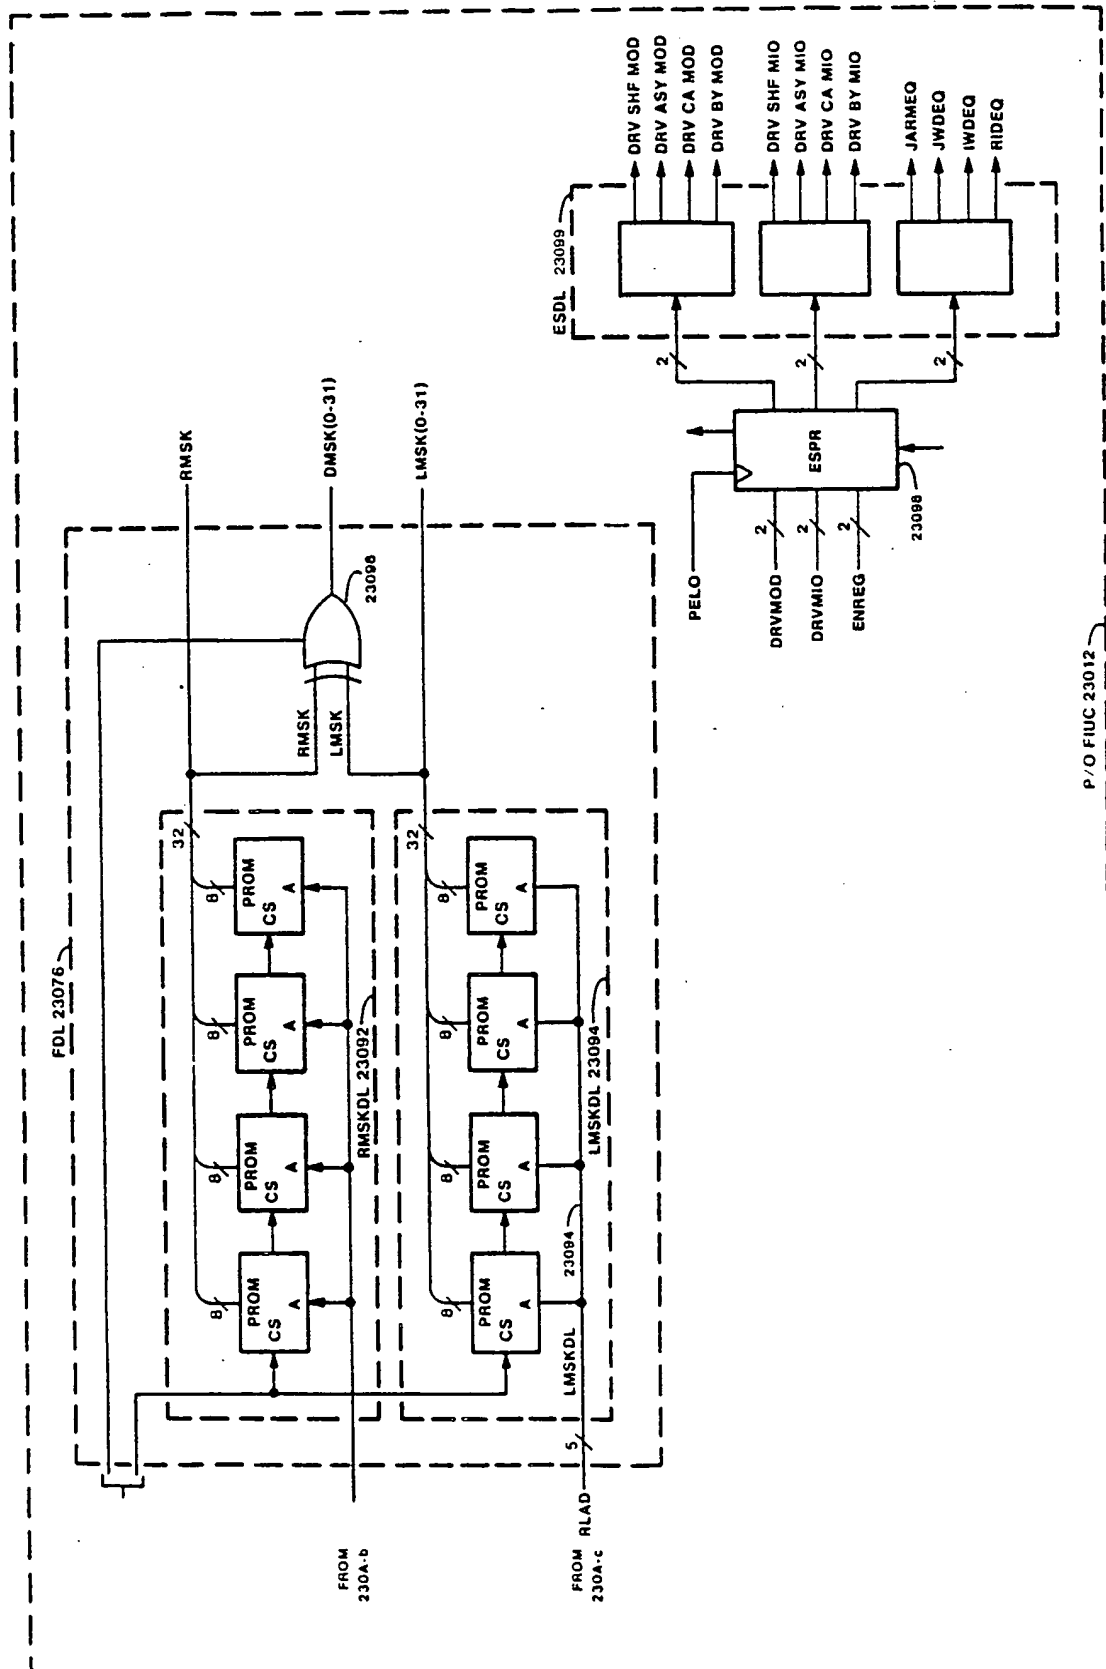 FDL 23076
RMSK
DMSK(0-31)
LMSK(0-31)
23098
RMSK
LMSK
32
8
PROM
CS
A
8
PROM
CS
A
8
PROM
CS
A
8
PROM
CS
A
RMSKDL 23092
32
8
PROM
CS
A
8
PROM
CS
A
8
PROM
CS
A
8
PROM
CS
A
LMSKDL 23094
23094
LMSKDL
5
RLAD
FROM
230A-b
FROM
230A-c
ESDL 23099
DRV SHF MOD
DRV ASY MOD
DRV CA MOD
DRV BY MOD
DRV SHF MIO
DRV ASY MIO
DRV CA MIO
DRV BY MIO
JARMEQ
JWDEQ
IWDEQ
RIDEQ
2
2
2
ESPR
23098
PELO
DRVMOD
2
DRVMIO
2
ENREG
2
P/O FIUC 23012